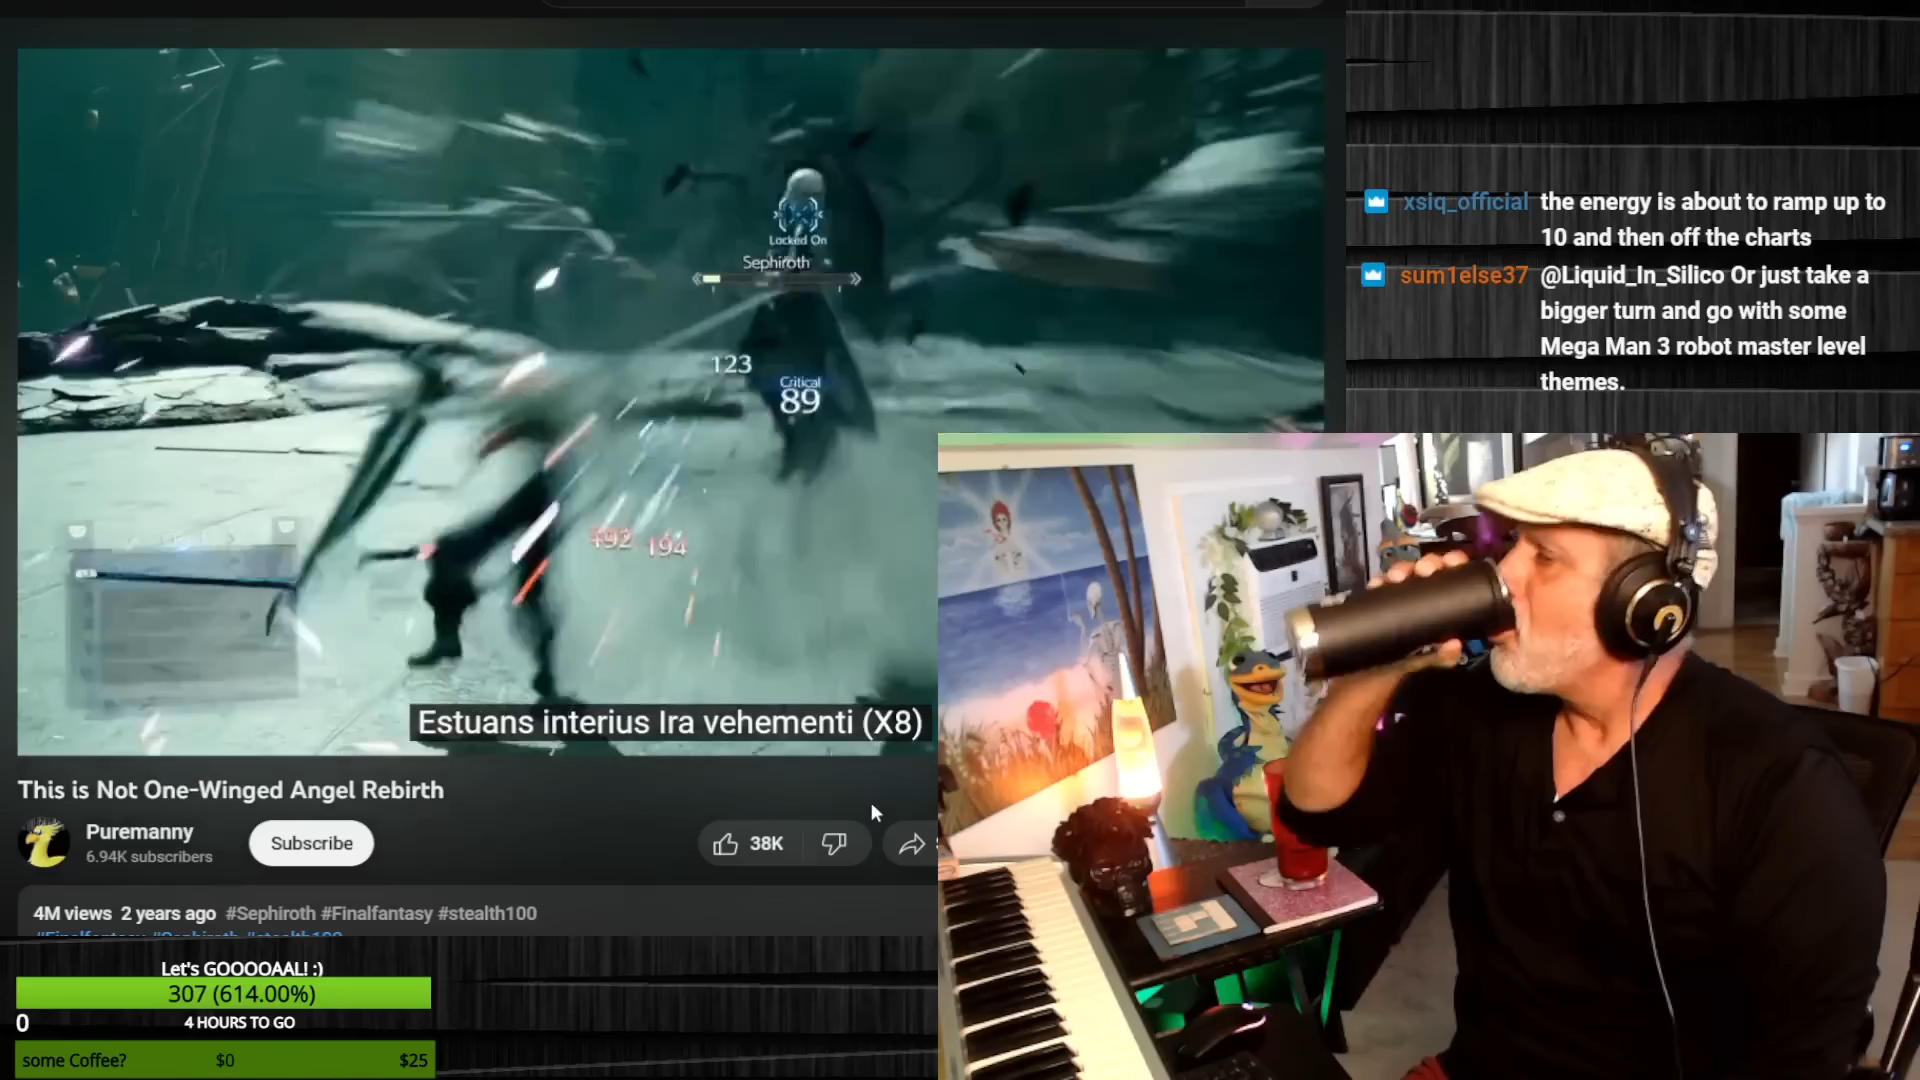 Locked On
Sephiroth
123
Critical
89
492 194
Estuans interius Ira vehementi (X8)
This is Not One-Winged Angel Rebirth
Puremanny
6.94K subscribers
Subscribe
38K
4M views 2 years ago #Sephiroth #Finalfantasy #stealth100
#Finalfantasy #Sephiroth #stealth100
Let's GOOOOAAL! :)
307 (614.00%)
0
4 HOURS TO GO
some Coffee? $0 $25
xsiq_official the energy is about to ramp up to
10 and then off the charts
sum1else37 @Liquid_In_Silico Or just take a
bigger turn and go with some
Mega Man 3 robot master level
themes.